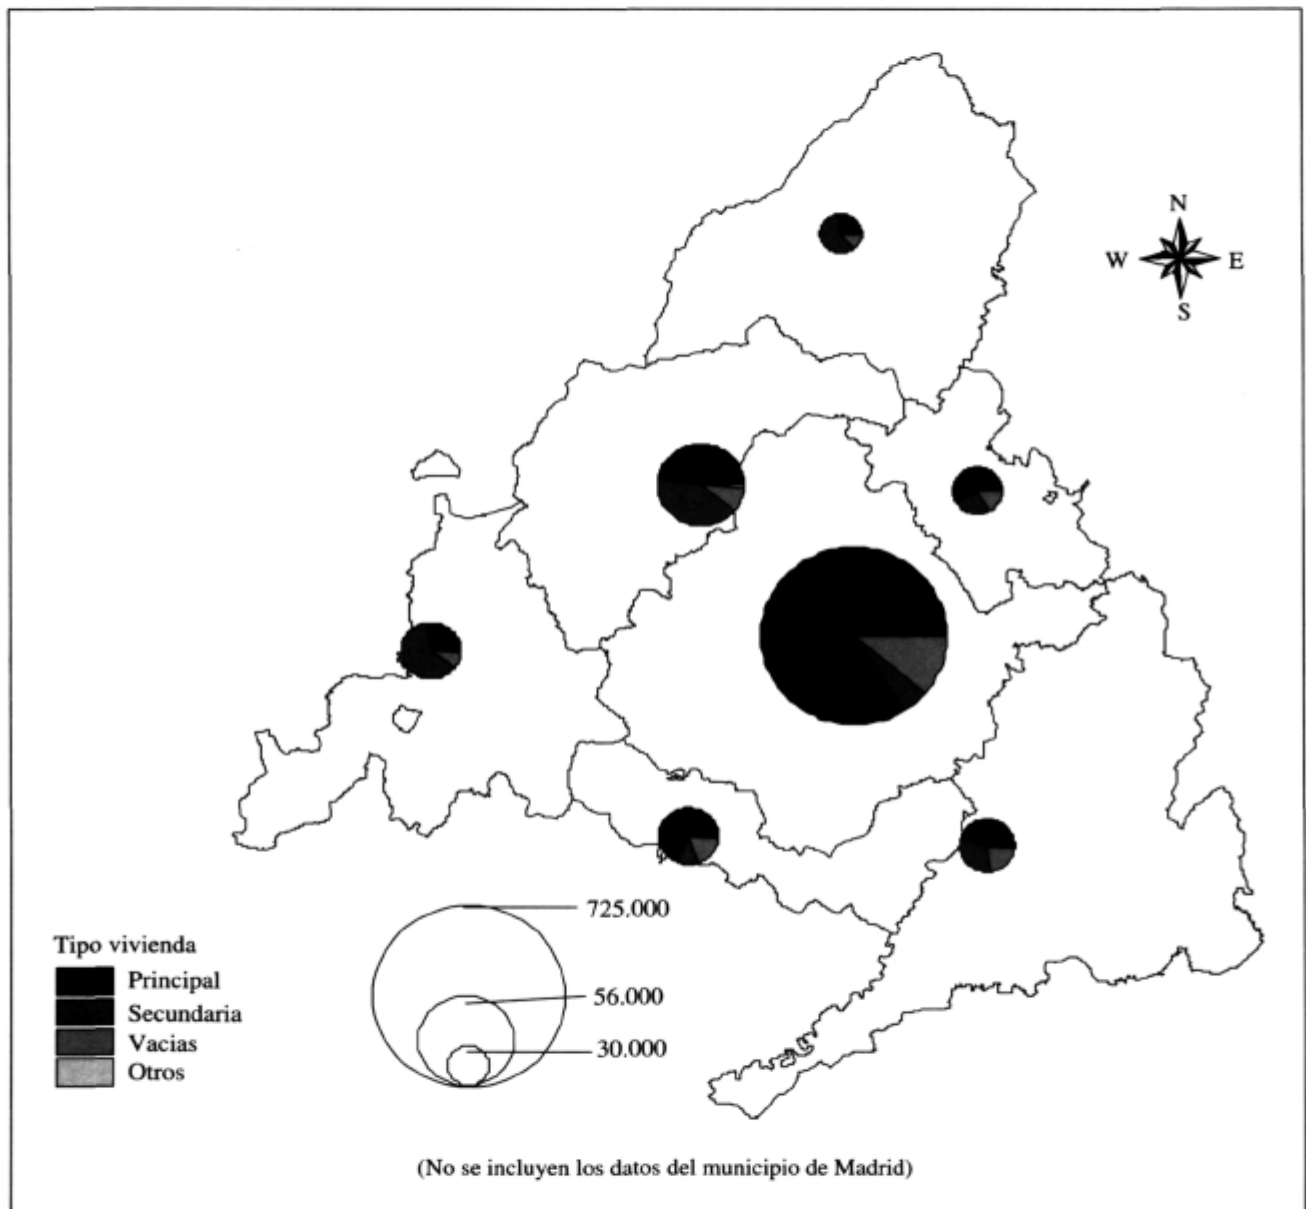 N
W E
S
725.000
56.000
30.000
Tipo vivienda
Principal
Secundaria
Vacias
Otros
(No se incluyen los datos del municipio de Madrid)